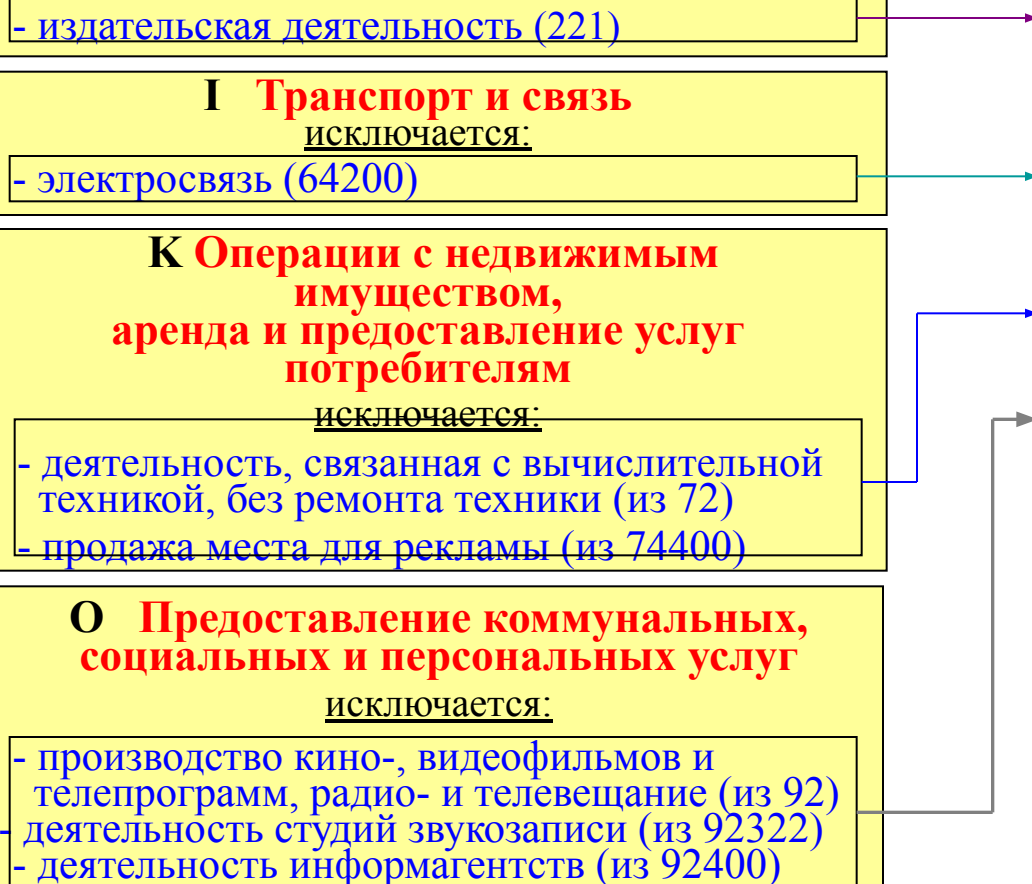 - издательская деятельность (221)
I Транспорт и связь
исключается:
- электросвязь (64200)
K Операции с недвижимым
имуществом,
аренда и предоставление услуг
потребителям
исключается:
- деятельность, связанная с вычислительной
техникой, без ремонта техники (из 72)
- продажа места для рекламы (из 74400)
O Предоставление коммунальных,
социальных и персональных услуг
исключается:
- производство кино-, видеофильмов и
телепрограмм, радио- и телевещание (из 92)
- деятельность студий звукозаписи (из 92322)
- деятельность информагентств (из 92400)